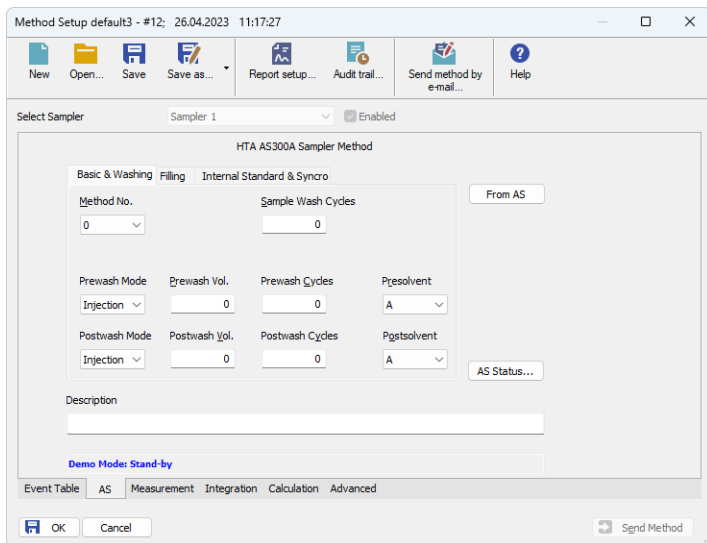 Method Setup default3 - #12; 26.04.2023 11:17:27
New Open... Save Save as... Report setup... Audit trail... Send method by e-mail... Help
Select Sampler Sampler 1 Enabled
HTA AS300A Sampler Method
Basic & Washing Filling Internal Standard & Syncro
From AS
Method No. Sample Wash Cycles
0 0
Prewash Mode Prewash Vol. Prewash Cycles Presolvent
Injection 0 0 A
Postwash Mode Postwash Vol. Postwash Cycles Postsolvent
Injection 0 0 A
AS Status...
Description
Demo Mode: Stand-by
Event Table AS Measurement Integration Calculation Advanced
OK Cancel Send Method